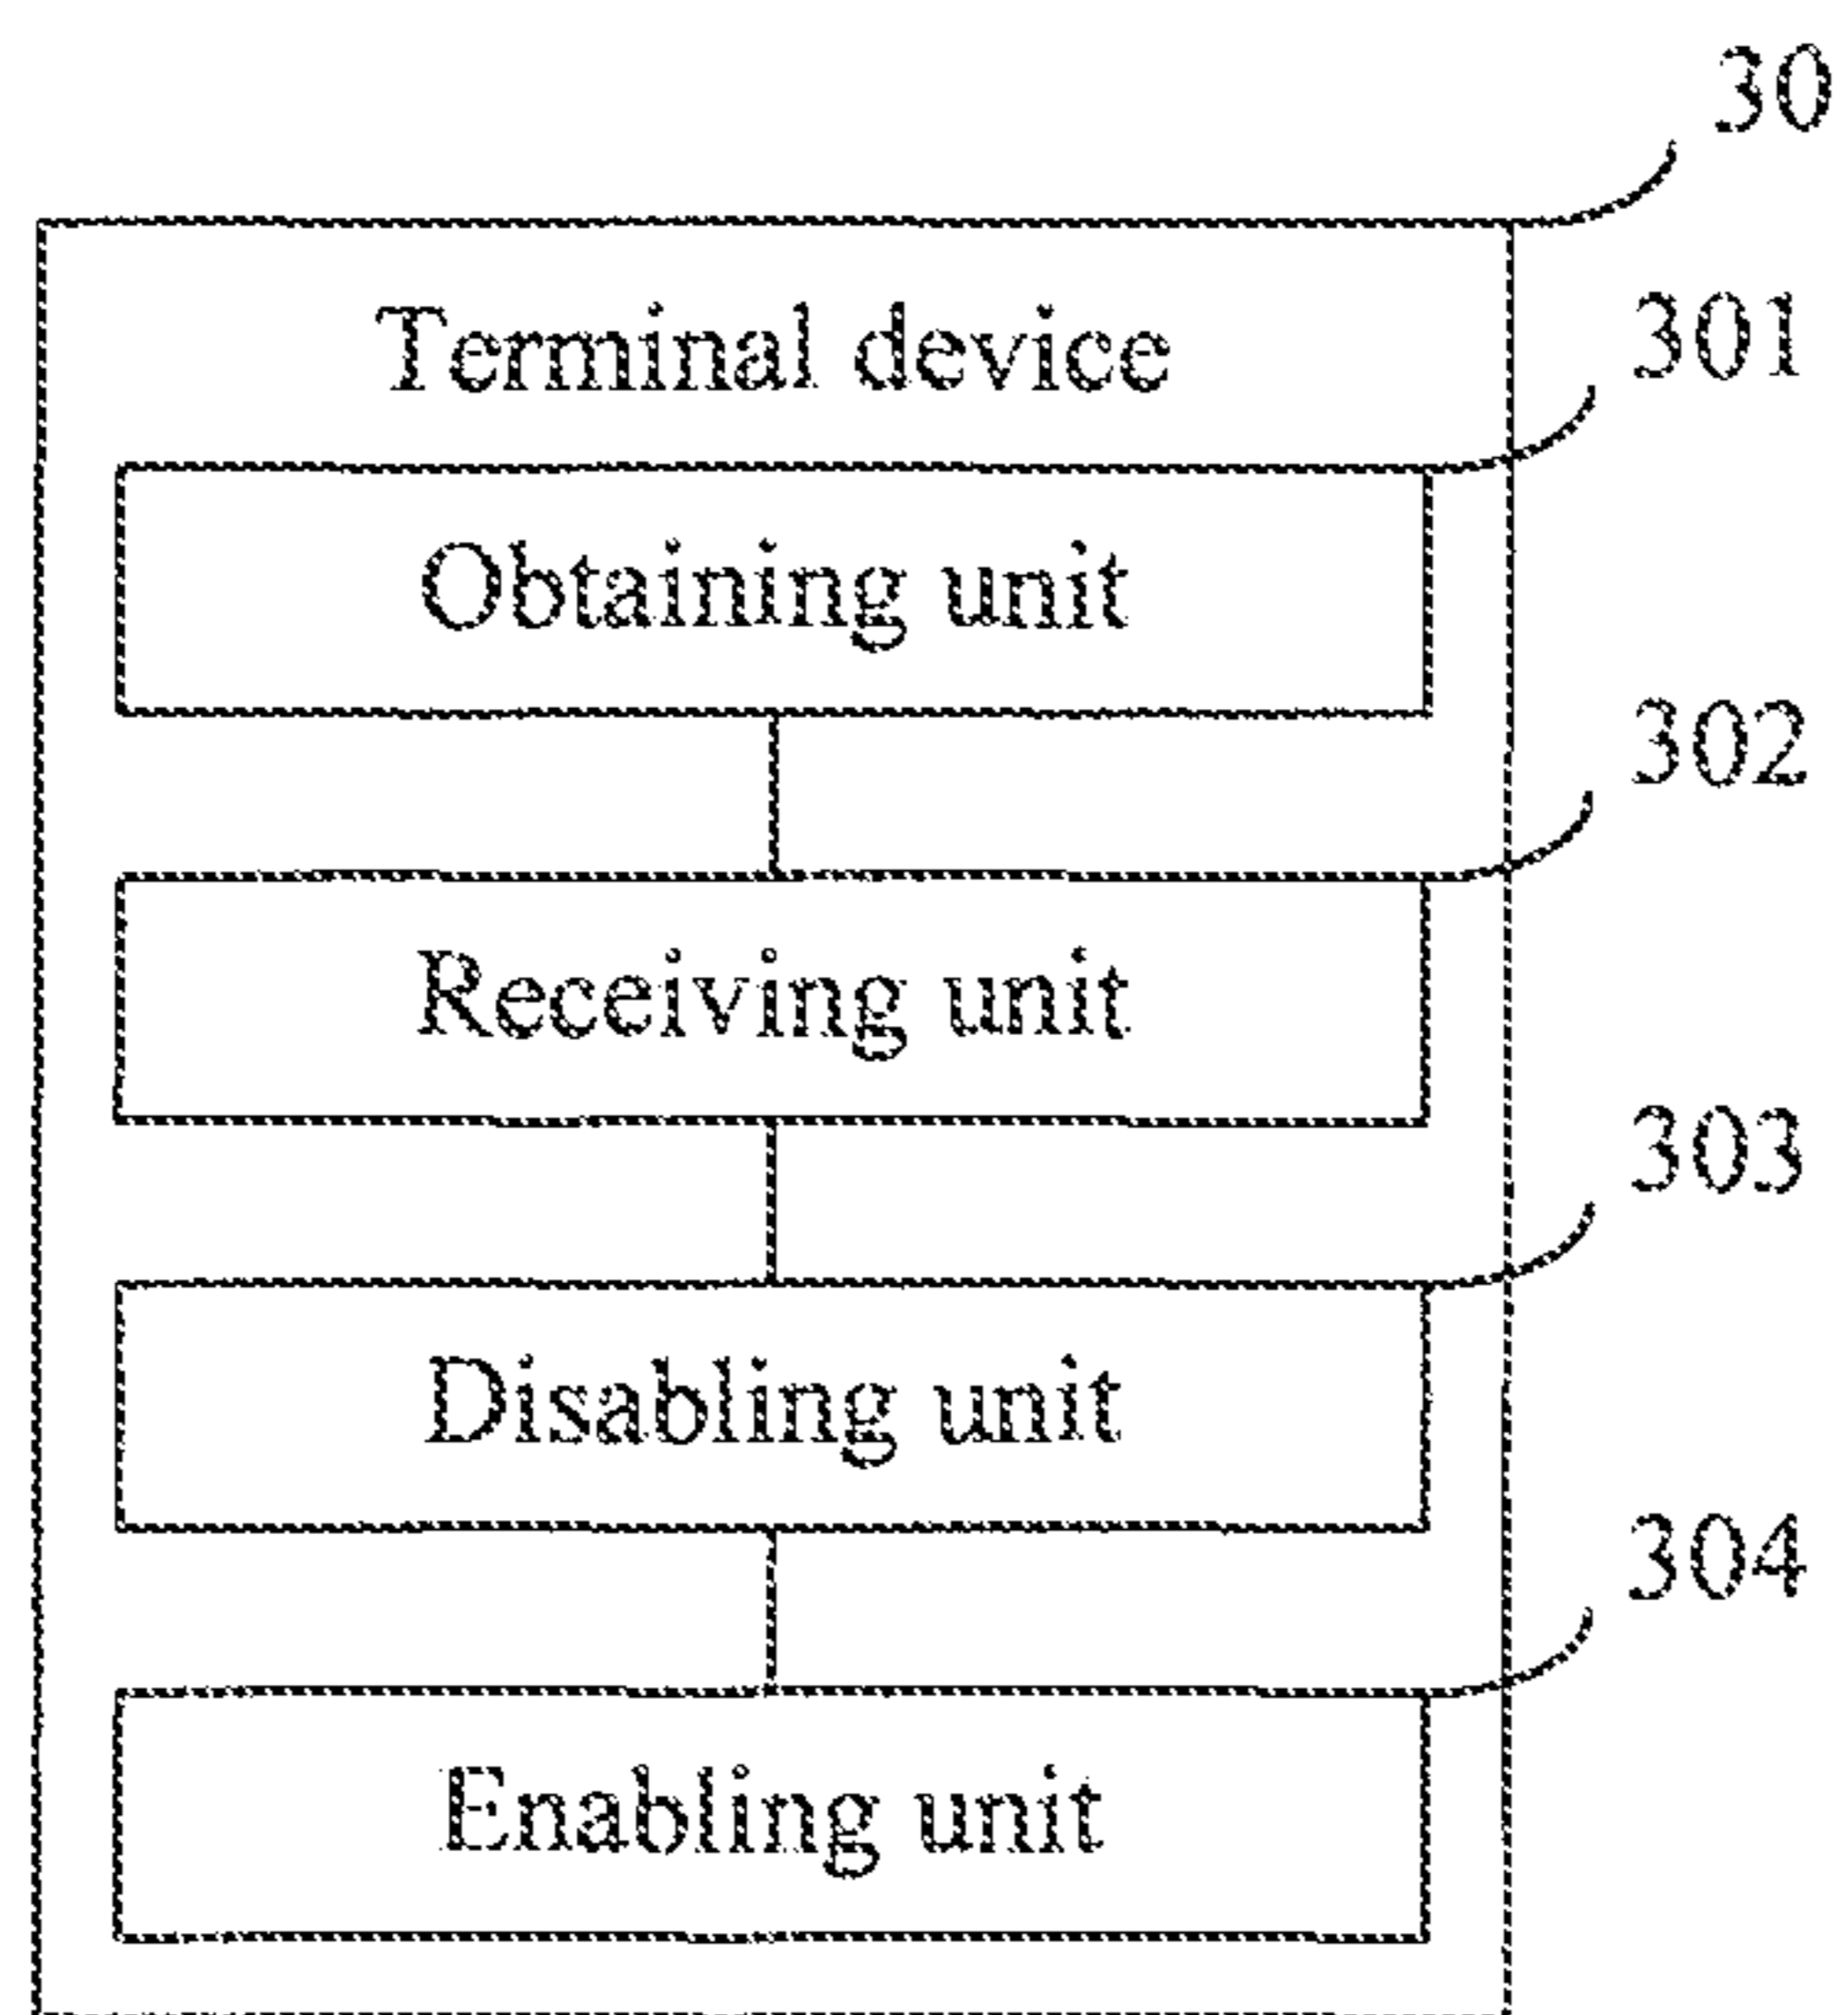 30
Terminal device
301
Obtaining unit
302
Receiving unit
303
Disabling unit
304
Enabling unit